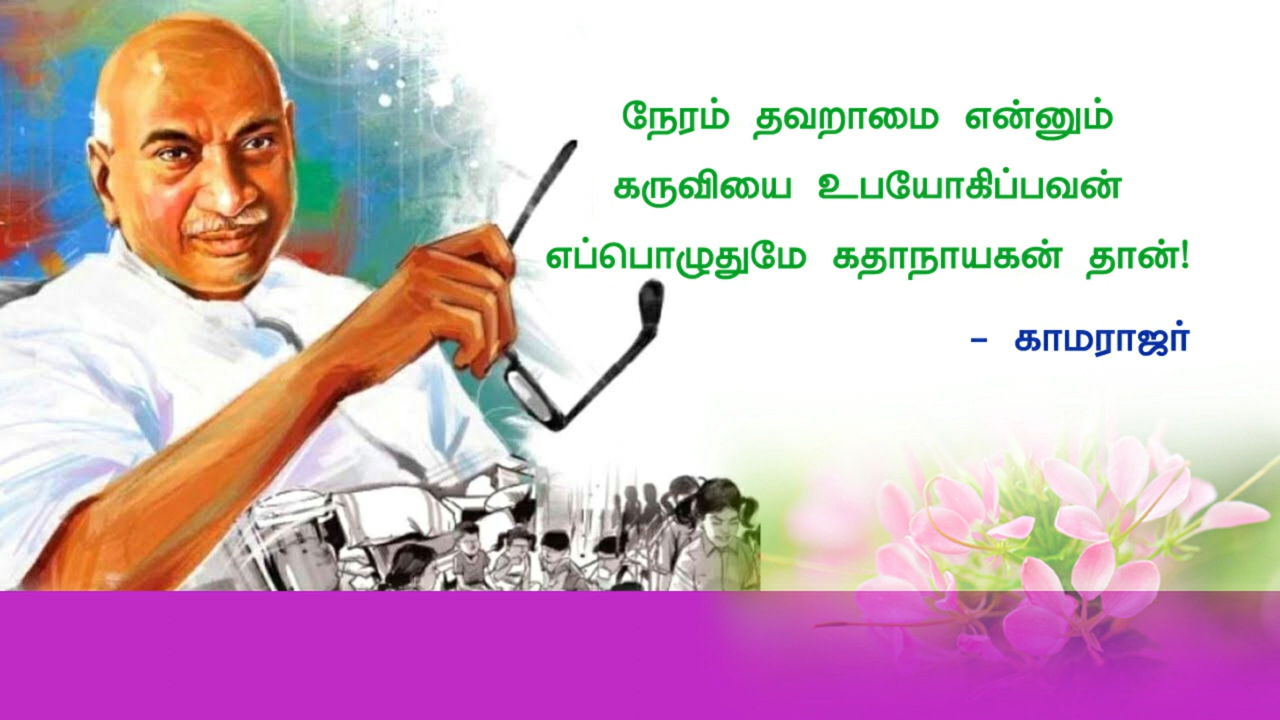 நேரம் தவறாமை என்னும்
கருவியை உபயோகிப்பவன்
எப்பொழுதுமே கதாநாயகன் தான்!
- காமராஜர்